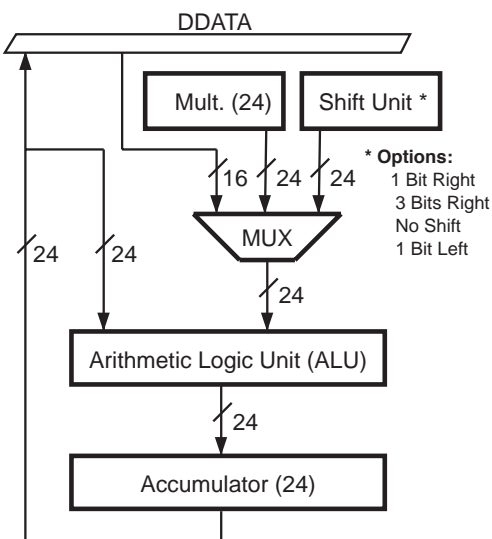 DDATA
Mult. (24)
Shift Unit *
* Options:
1 Bit Right
3 Bits Right
No Shift
1 Bit Left
16
24
24
MUX
24
24
24
Arithmetic Logic Unit (ALU)
24
Accumulator (24)